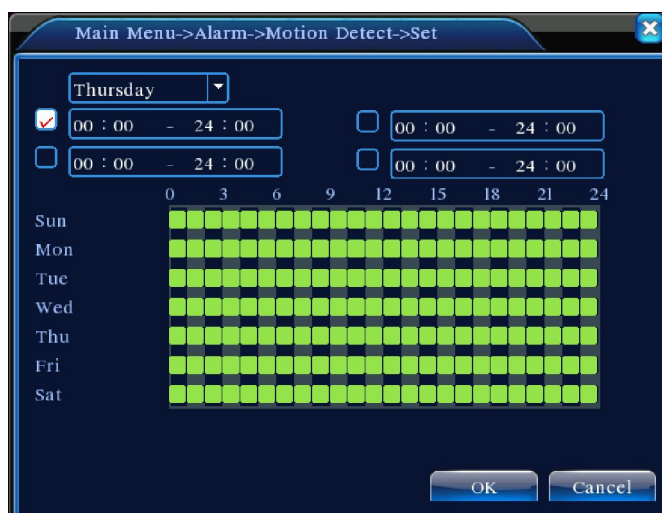 Main Menu->Alarm->Motion Detect->Set
Thursday
00 : 00 - 24 : 00 00 : 00 - 24 : 00
00 : 00 - 24 : 00 00 : 00 - 24 : 00
0 3 6 9 12 15 18 21 24
Sun
Mon
Tue
Wed
Thu
Fri
Sat
OK Cancel